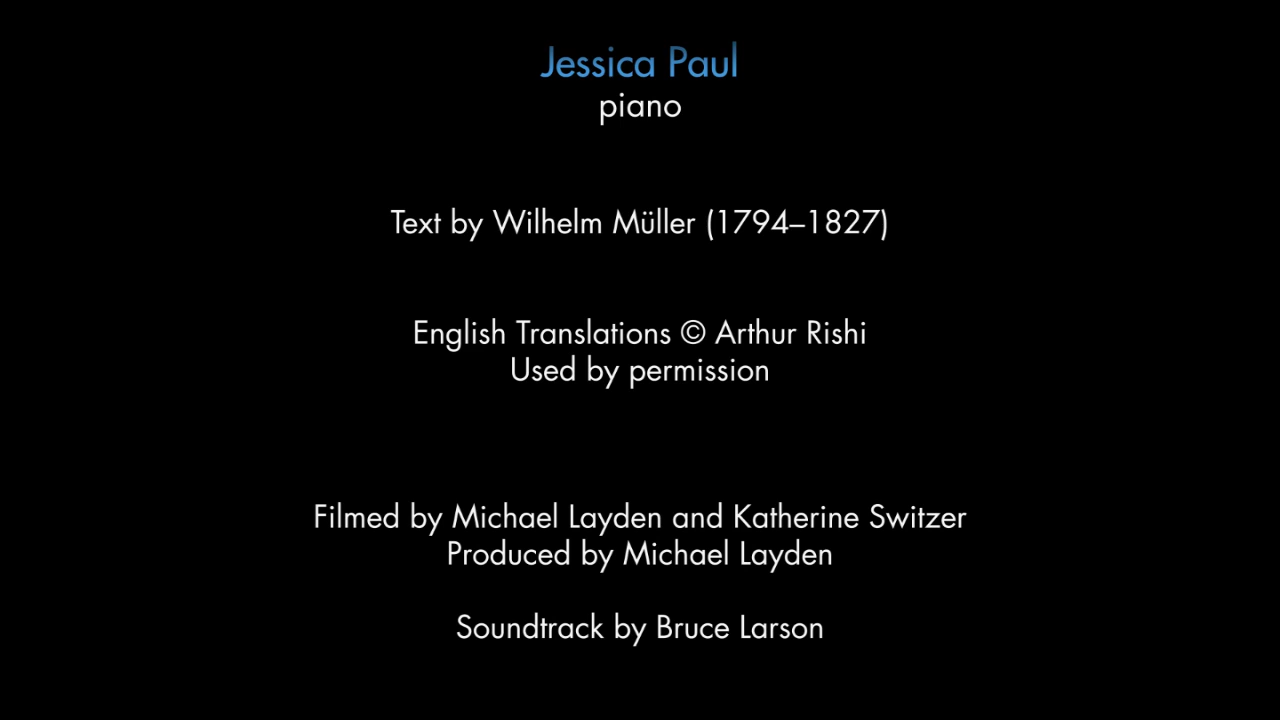 Jessica Paul
piano
Text by Wilhelm Müller (1794–1827)
English Translations © Arthur Rishi
Used by permission
Filmed by Michael Layden and Katherine Switzer
Produced by Michael Layden
Soundtrack by Bruce Larson